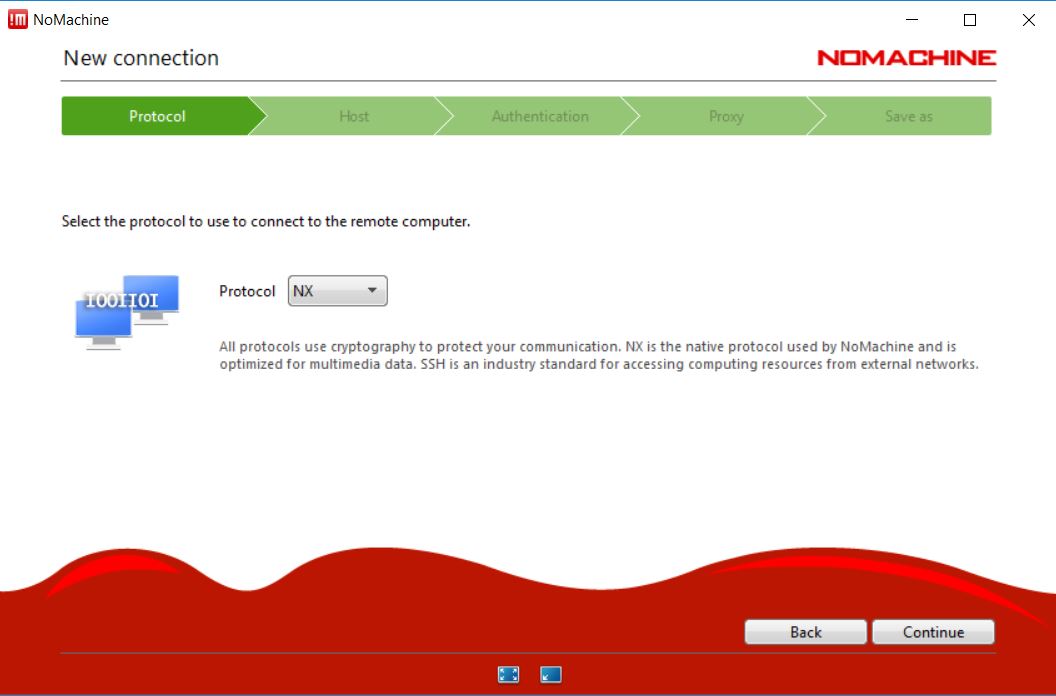 NoMachine
New connection
NOMACHINE
Protocol
Host
Authentication
Proxy
Save as
Select the protocol to use to connect to the remote computer.
IOOIIOI
Protocol
NX
All protocols use cryptography to protect your communication. NX is the native protocol used by NoMachine and is
optimized for multimedia data. SSH is an industry standard for accessing computing resources from external networks.
Back
Continue